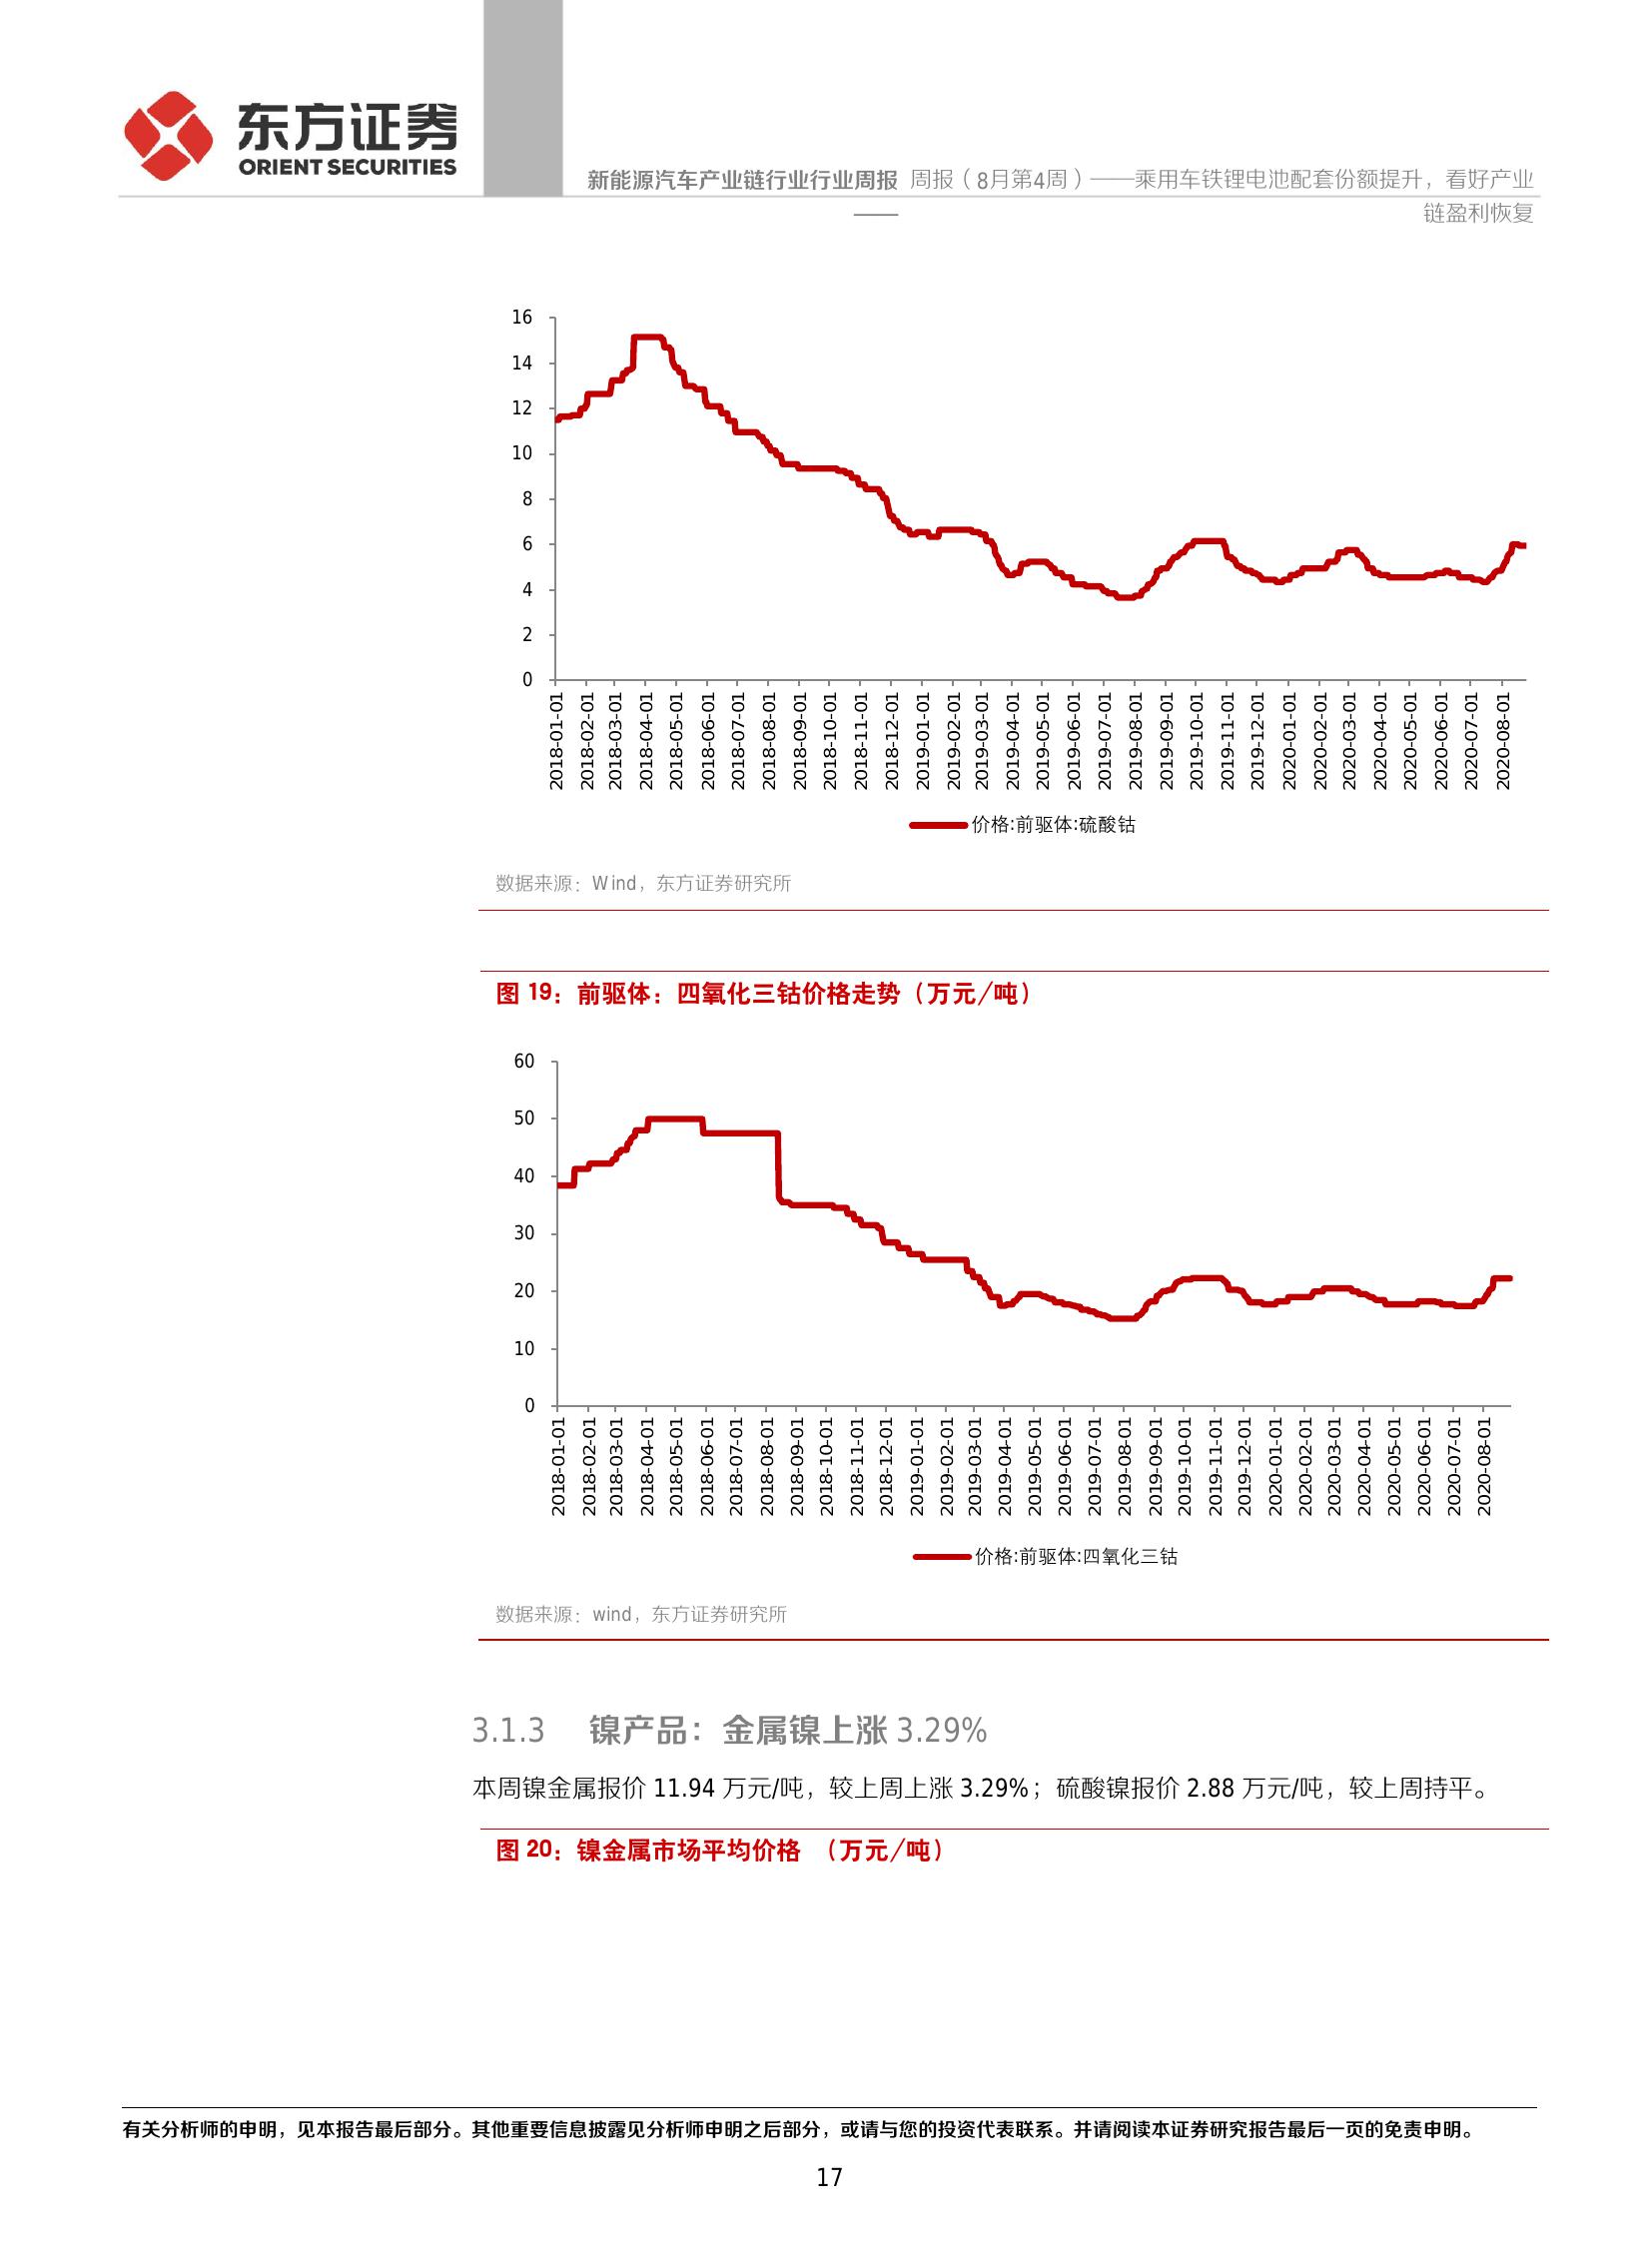 东方证券
ORIENT SECURITIES
新能源汽车产业链行业行业周报 周报（8月第4周）——乘用车铁锂电池配套份额提升，看好产业
——
链盈利恢复
16
14
12
10
8
6
4
2
0
2018-01-01 2018-02-01 2018-03-01 2018-04-01 2018-05-01 2018-06-01 2018-07-01 2018-08-01 2018-09-01 2018-10-01 2018-11-01 2018-12-01 2019-01-01 2019-02-01 2019-03-01 2019-04-01 2019-05-01 2019-06-01 2019-07-01 2019-08-01 2019-09-01 2019-10-01 2019-11-01 2019-12-01 2020-01-01 2020-02-01 2020-03-01 2020-04-01 2020-05-01 2020-06-01 2020-07-01 2020-08-01
价格:前驱体:硫酸钴
数据来源：Wind，东方证券研究所
图 19：前驱体：四氧化三钴价格走势（万元/吨）
60
50
40
30
20
10
0
2018-01-01 2018-02-01 2018-03-01 2018-04-01 2018-05-01 2018-06-01 2018-07-01 2018-08-01 2018-09-01 2018-10-01 2018-11-01 2018-12-01 2019-01-01 2019-02-01 2019-03-01 2019-04-01 2019-05-01 2019-06-01 2019-07-01 2019-08-01 2019-09-01 2019-10-01 2019-11-01 2019-12-01 2020-01-01 2020-02-01 2020-03-01 2020-04-01 2020-05-01 2020-06-01 2020-07-01 2020-08-01
价格:前驱体:四氧化三钴
数据来源：wind，东方证券研究所
3.1.3 镍产品：金属镍上涨 3.29%
本周镍金属报价 11.94 万元/吨，较上周上涨 3.29%；硫酸镍报价 2.88 万元/吨，较上周持平。
图 20：镍金属市场平均价格 （万元/吨）
有关分析师的申明，见本报告最后部分。其他重要信息披露见分析师申明之后部分，或请与您的投资代表联系。并请阅读本证券研究报告最后一页的免责申明。
17